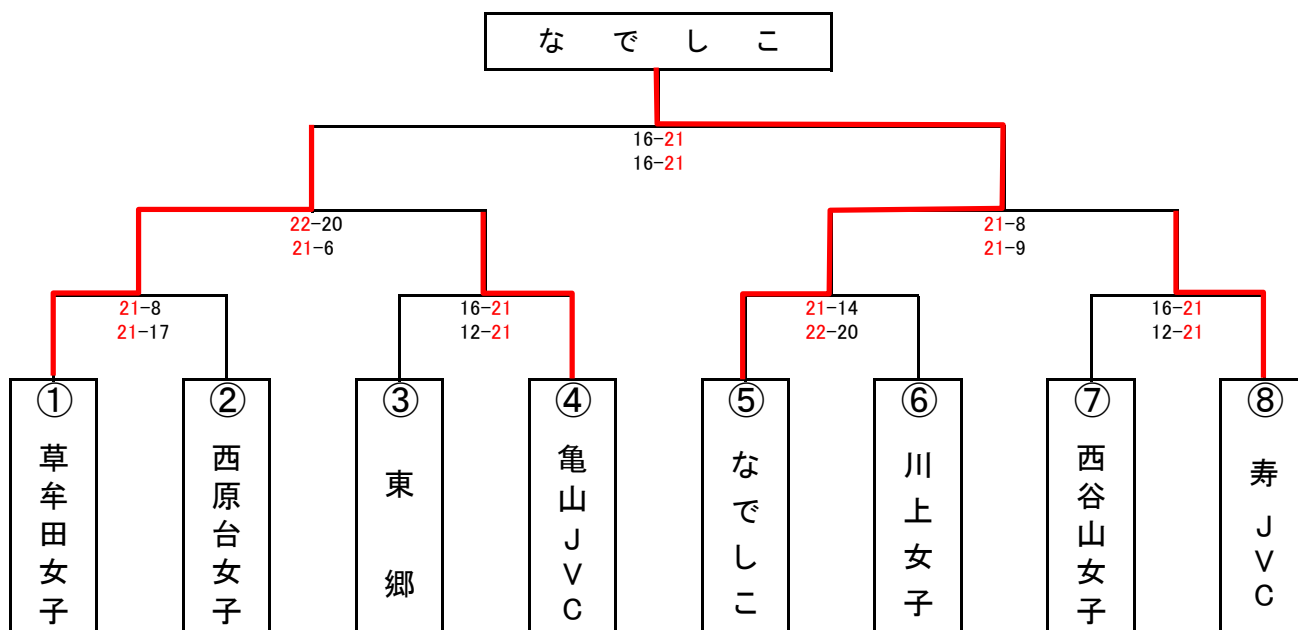 なでしこ
16-21
16-21
22-20
21-6
21-8
21-9
21-8
21-17
16-21
12-21
21-14
22-20
16-21
12-21
① 草牟田女子
② 西原台女子
③ 東郷
④ 亀山JVC
⑤ なでしこ
⑥ 川上女子
⑦ 西谷山女子
⑧ 寿JVC